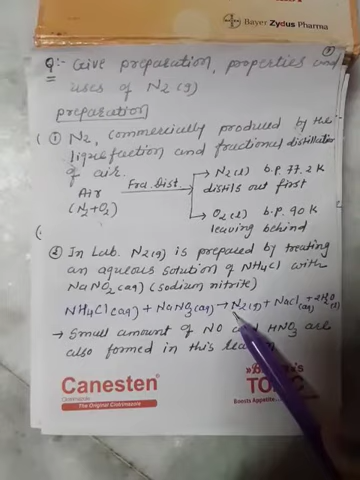 Bayer Zydus Pharma
Q:- Give preparation, properties and
uses of N2(g)
preparation
① N2, commercially produced by the
liquefaction and fractional distillation
of air.
Air
(N2+O2)
Fra. Dist
→ N2(l) b.p. 77.2 K
distils out first
→ O2(l) b.p. 90 K
leaving behind
② In Lab. N2(g) is prepared by treating
an aqueous solution of NH4Cl with
NaNO2(aq) (sodium nitrite)
NH4Cl(aq) + NaNO3(aq) → N2(g) + NaCl(aq) + 2H2O(l)
→ Small amount of NO and HNO3 are
also formed in this
Canesten
Clotrimazole
The Original Clotrimazole
Boosts Appetite